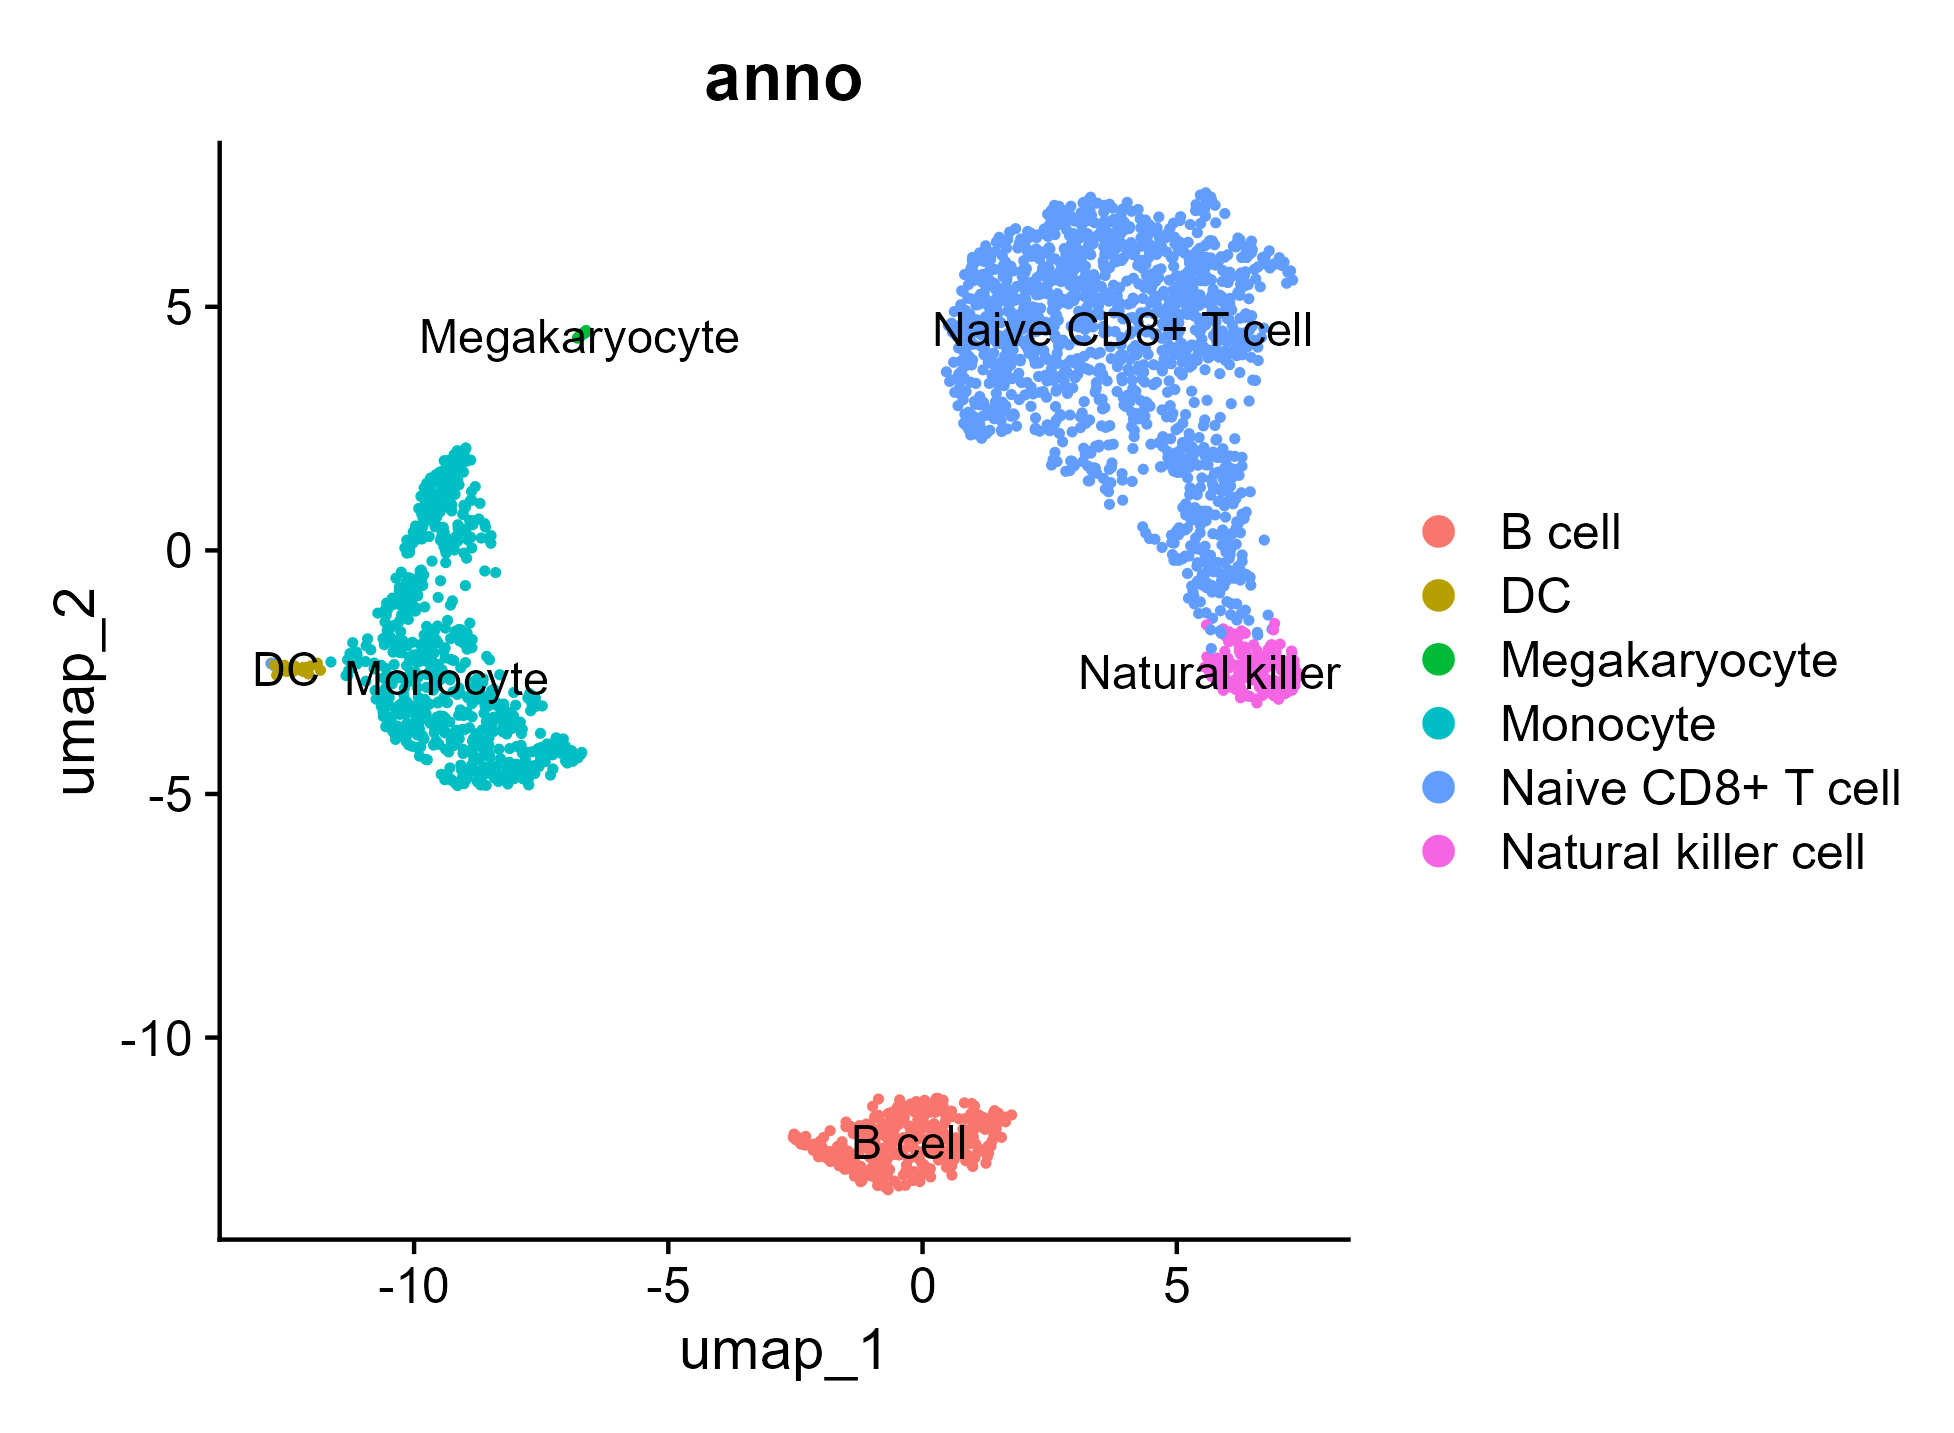 anno
umap_2
5
0
-5
-10
Megakaryocyte
Naive CD8+ T cell
DC
Monocyte
Natural killer
B cell
-10
-5
0
5
umap_1
B cell
DC
Megakaryocyte
Monocyte
Naive CD8+ T cell
Natural killer cell